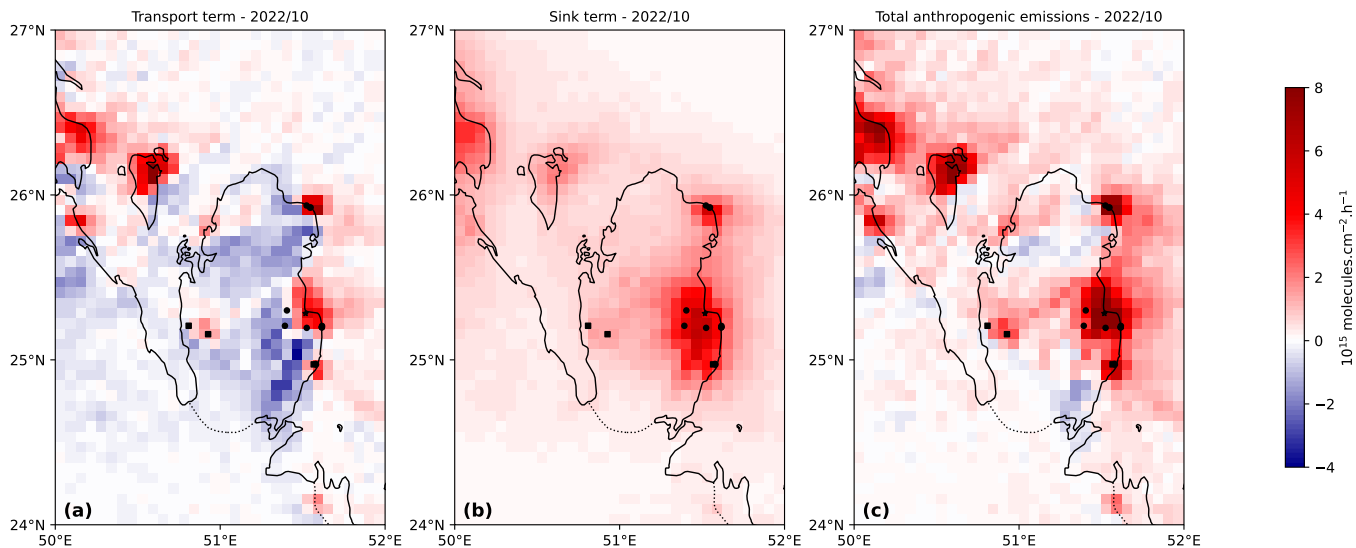 Transport term - 2022/10
Sink term - 2022/10
Total anthropogenic emissions - 2022/10
27°N
26°N
25°N
24°N
50°E
51°E
52°E
(a)
27°N
26°N
25°N
24°N
50°E
51°E
52°E
(b)
27°N
26°N
25°N
24°N
50°E
51°E
52°E
(c)
8
6
4
2
0
−2
−4
10¹⁵ molecules.cm⁻².h⁻¹